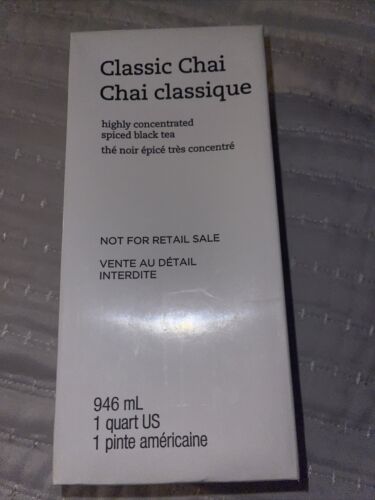 Classic Chai
Chai classique
highly concentrated
spiced black tea
thé noir épicé très concentré
NOT FOR RETAIL SALE
VENTE AU DÉTAIL
INTERDITE
946 mL
1 quart US
1 pinte américaine